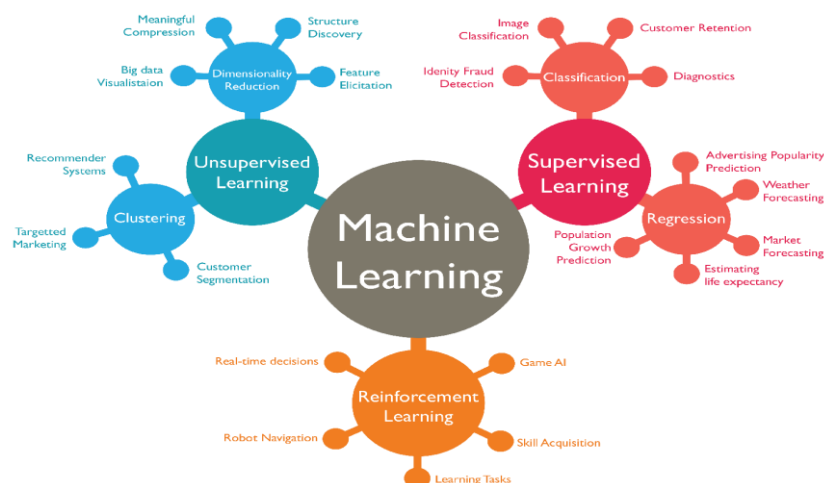 Meaningful
Compression
Structure
Discovery
Big data
Visualistaion
Dimensionality
Reduction
Feature
Elicitation
Unsupervised
Learning
Recommender
Systems
Clustering
Targetted
Marketing
Customer
Segmentation
Machine
Learning
Image
Classification
Customer Retention
Idenity Fraud
Detection
Classification
Diagnostics
Supervised
Learning
Advertising Popularity
Prediction
Weather
Forecasting
Regression
Population
Growth
Prediction
Market
Forecasting
Estimating
life expectancy
Real-time decisions
Game AI
Reinforcement
Learning
Robot Navigation
Skill Acquisition
Learning Tasks